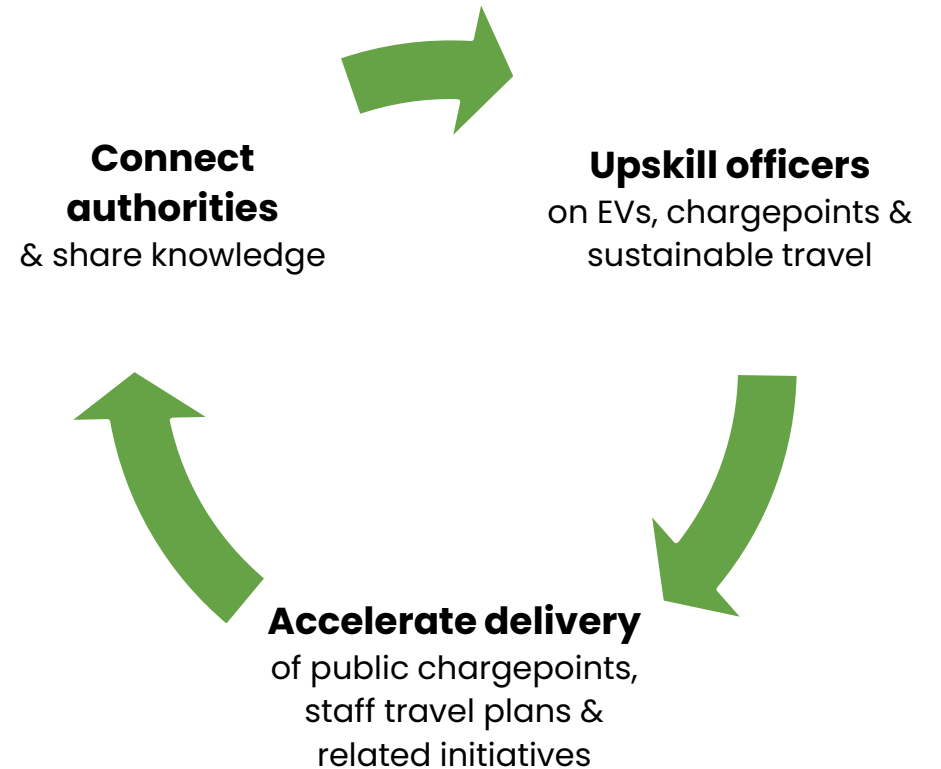 Connect
authorities
& share knowledge
Upskill officers
on EVs, chargepoints &
sustainable travel
Accelerate delivery
of public chargepoints,
staff travel plans &
related initiatives